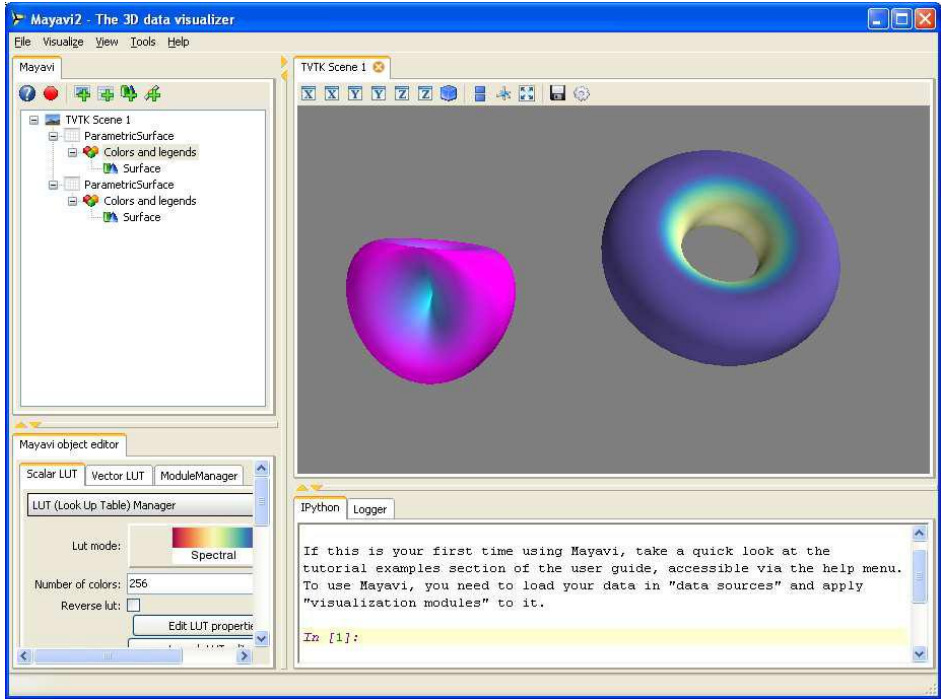 Mayavi2 - The 3D data visualizer
File Visualize View Tools Help
Mayavi
TVTK Scene 1
ParametricSurface
Colors and legends
Surface
ParametricSurface
Colors and legends
Surface
TVTK Scene 1
X X Y Y Z Z
Mayavi object editor
Scalar LUT Vector LUT ModuleManager
LUT (Look Up Table) Manager
Lut mode:
Spectral
Number of colors: 256
Reverse lut:
Edit LUT propertie
IPython Logger
If this is your first time using Mayavi, take a quick look at the
tutorial examples section of the user guide, accessible via the help menu.
To use Mayavi, you need to load your data in "data sources" and apply
"visualization modules" to it.
In [1]: